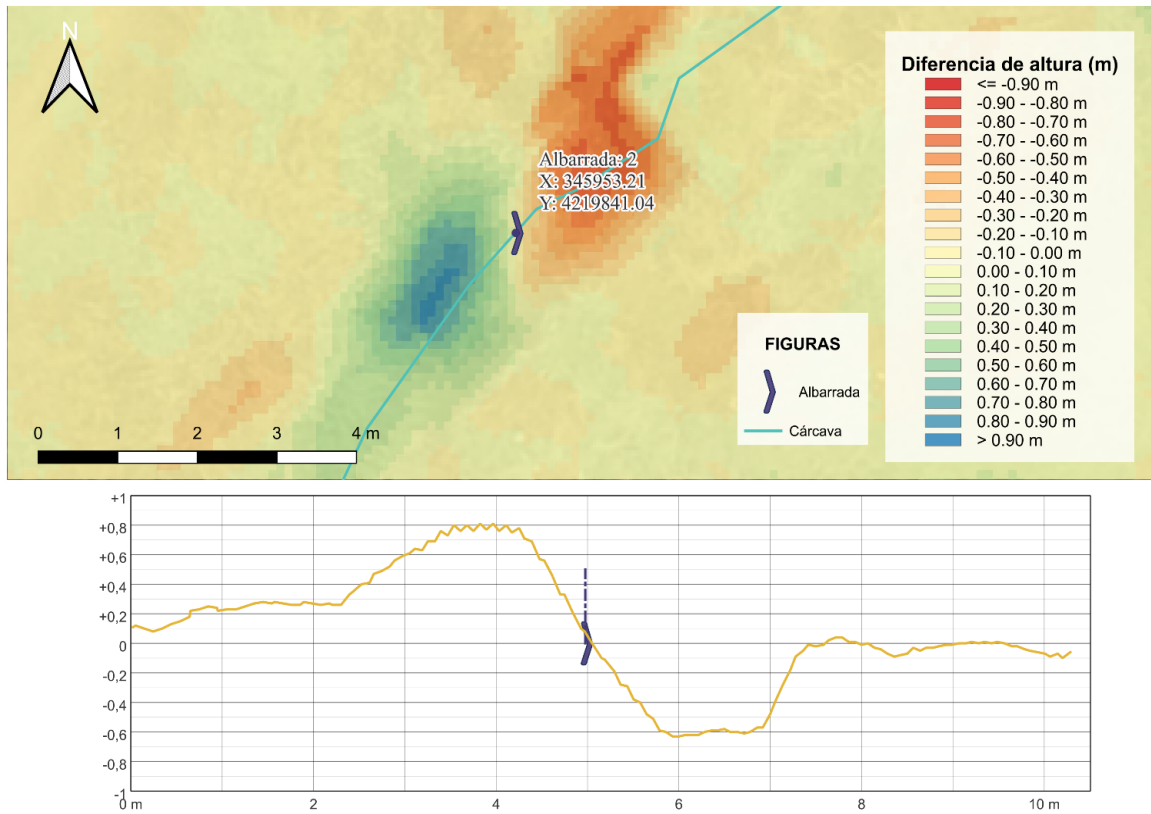 N
Diferencia de altura (m)
<= -0.90 m
-0.90 - -0.80 m
-0.80 - -0.70 m
-0.70 - -0.60 m
-0.60 - -0.50 m
-0.50 - -0.40 m
-0.40 - -0.30 m
-0.30 - -0.20 m
-0.20 - -0.10 m
-0.10 - 0.00 m
0.00 - 0.10 m
0.10 - 0.20 m
0.20 - 0.30 m
0.30 - 0.40 m
0.40 - 0.50 m
0.50 - 0.60 m
0.60 - 0.70 m
0.70 - 0.80 m
0.80 - 0.90 m
> 0.90 m
Albarrada: 2
X: 345953.21
Y: 4219841.04
FIGURAS
Albarrada
Cárcava
0 1 2 3 4 m
+1
+0,8
+0,6
+0,4
+0,2
0
-0,2
-0,4
-0,6
-0,8
-1
0 m 2 4 6 8 10 m